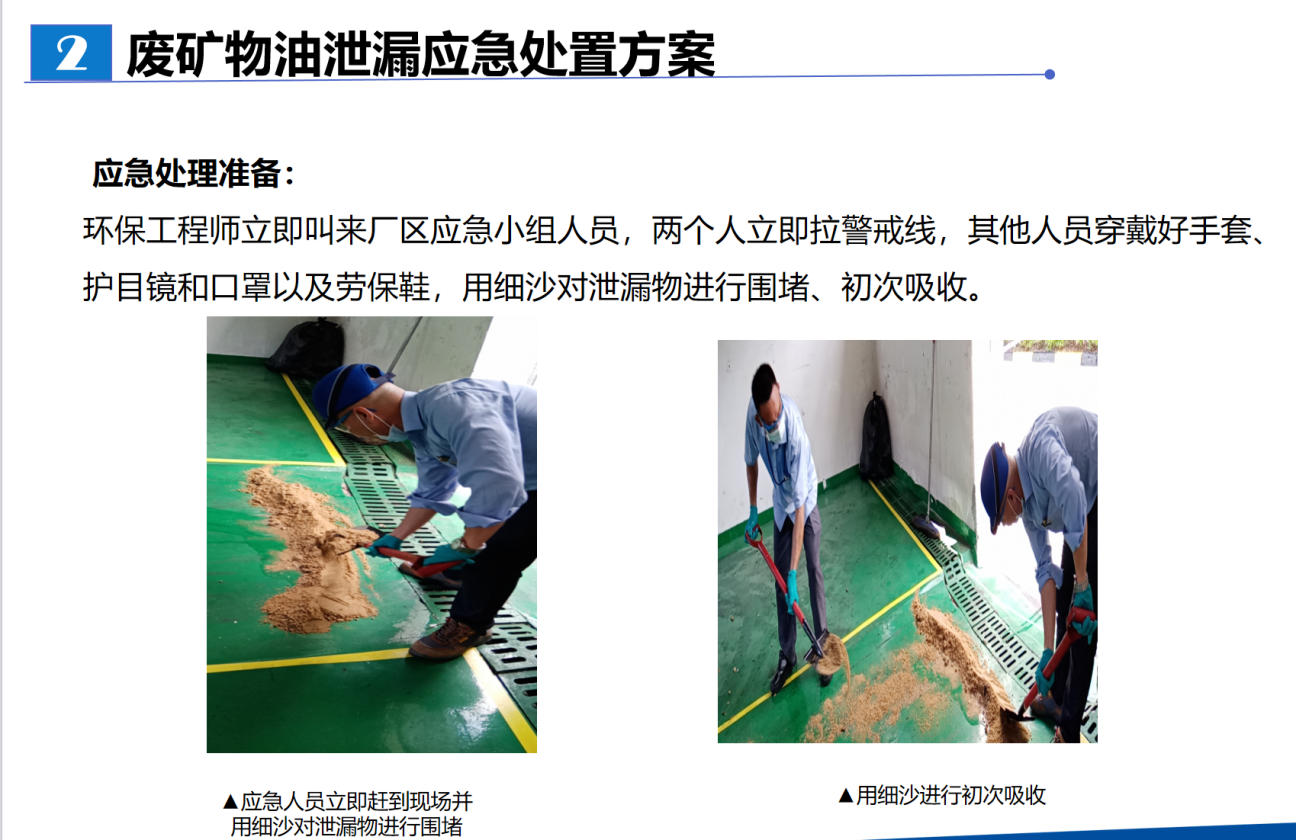 2 废矿物油泄漏应急处置方案
应急处理准备：
环保工程师立即叫来厂区应急小组人员，两个人立即拉警戒线，其他人员穿戴好手套、
护目镜和口罩以及劳保鞋，用细沙对泄漏物进行围堵、初次吸收。
▲应急人员立即赶到现场并
用细沙对泄漏物进行围堵
▲用细沙进行初次吸收